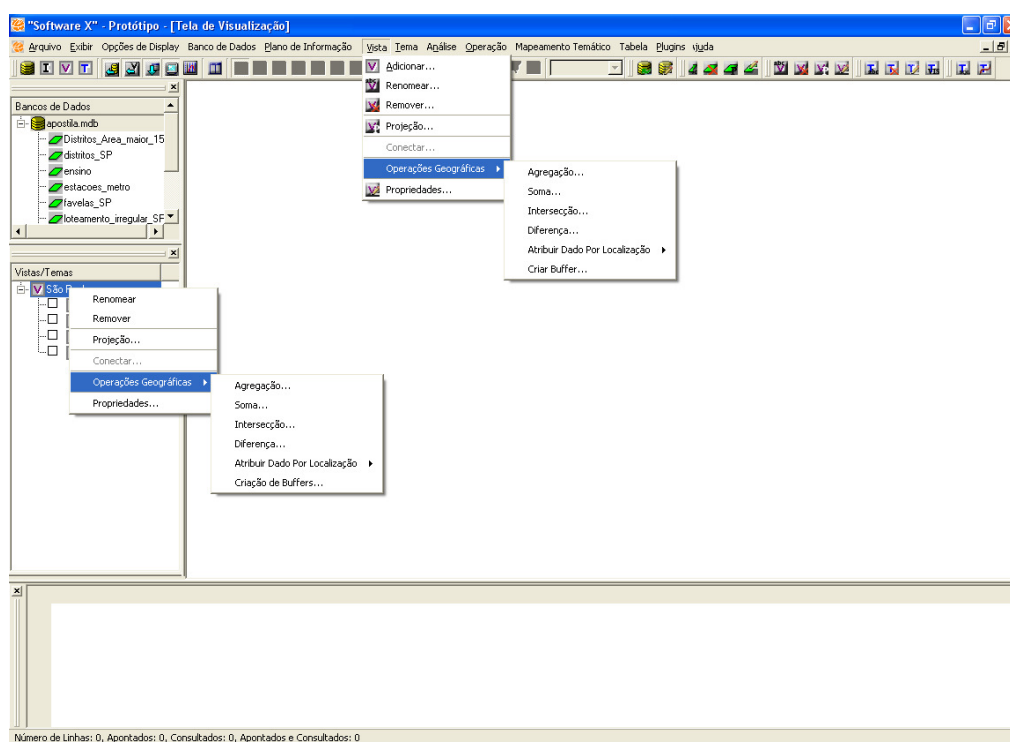 "Software X" - Protótipo - [Tela de Visualização]
Arquivo Exibir Opções de Display Banco de Dados Plano de Informação Vista Tema Análise Operação Mapeamento Temático Tabela Plugins Ajuda
Adicionar...
Renomear...
Remover...
Projeção...
Conectar...
Operações Geográficas
Propriedades...
Agregação...
Soma...
Intersecção...
Diferença...
Atribuir Dado Por Localização
Criar Buffer...
Bancos de Dados
apostila.mdb
Distritos_Area_maior_15
distritos_SP
ensino
estacoes_metro
favelas_SP
loteamento_irregular_SP
Vistas/Temas
São
Renomear
Remover
Projeção...
Conectar...
Operações Geográficas
Propriedades...
Agregação...
Soma...
Intersecção...
Diferença...
Atribuir Dado Por Localização
Criação de Buffers...
Número de Linhas: 0, Apontados: 0, Consultados: 0, Apontados e Consultados: 0